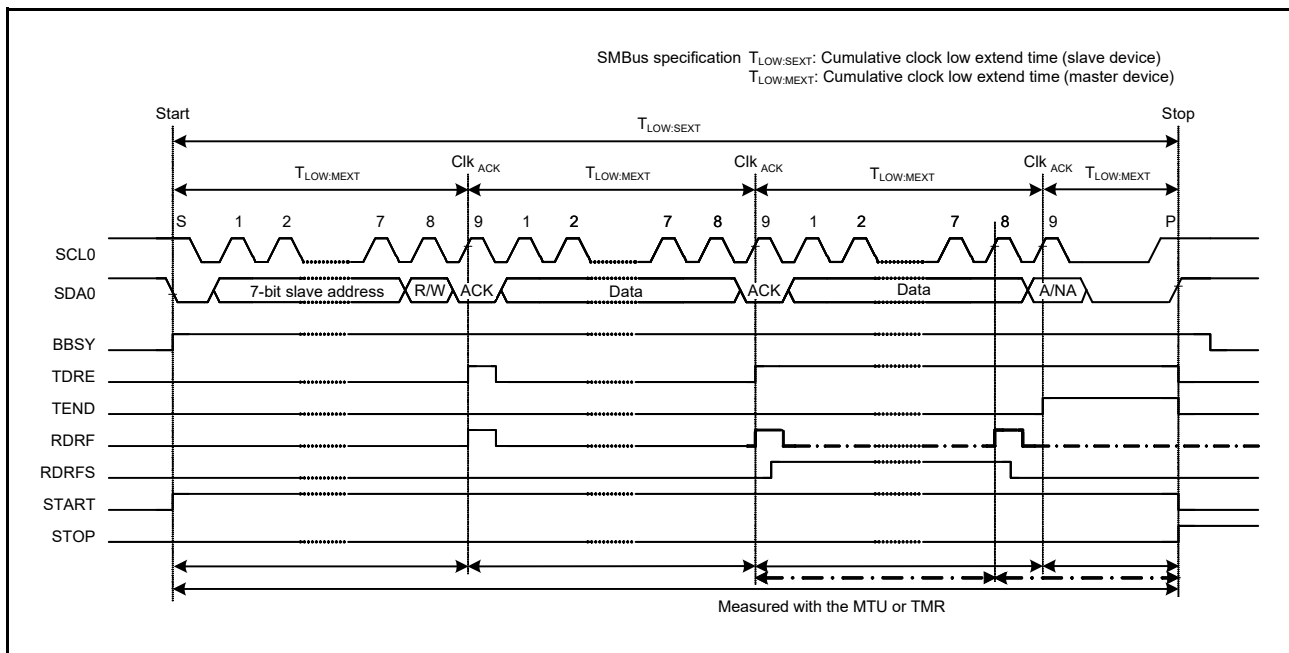 SMBus specification T_LOW:SEXT: Cumulative clock low extend time (slave device)
T_LOW:MEXT: Cumulative clock low extend time (master device)
Start Stop
T_LOW:SEXT
Clk ACK Clk ACK Clk ACK
T_LOW:MEXT T_LOW:MEXT T_LOW:MEXT T_LOW:MEXT
S 1 2 7 8 9 1 2 7 8 9 1 2 7 8 9 P
SCL0
SDA0 7-bit slave address R/W ACK Data ACK Data A/NA
BBSY
TDRE
TEND
RDRF
RDRFS
START
STOP
Measured with the MTU or TMR